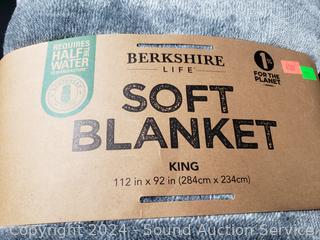 REQUIRES
HALF THE
WATER
BERKSHIRE
LIFE
1%
FOR THE
PLANET
SOFT
BLANKET
KING
112 in x 92 in (284cm x 234cm)
Copyright 2024 - Sound Auction Service